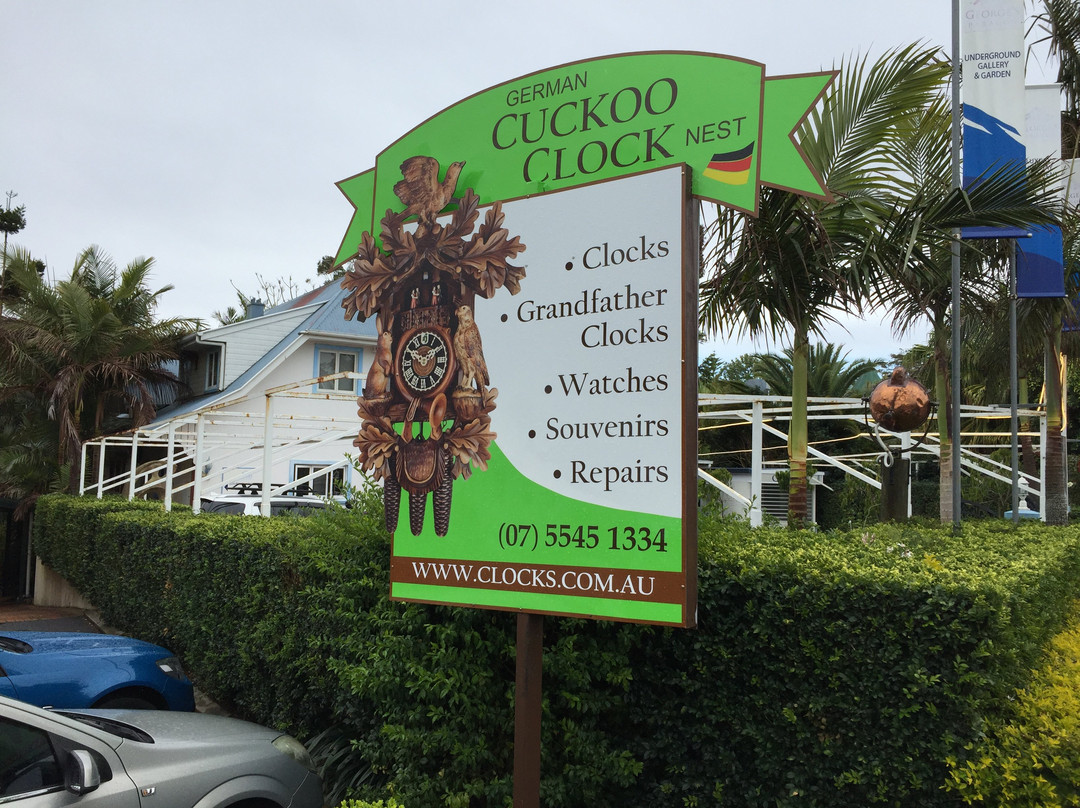 GERMAN
CUCKOO
CLOCK NEST
• Clocks
• Grandfather
Clocks
• Watches
• Souvenirs
• Repairs
(07) 5545 1334
WWW.CLOCKS.COM.AU
UNDERGROUND
GALLERY
& GARDEN